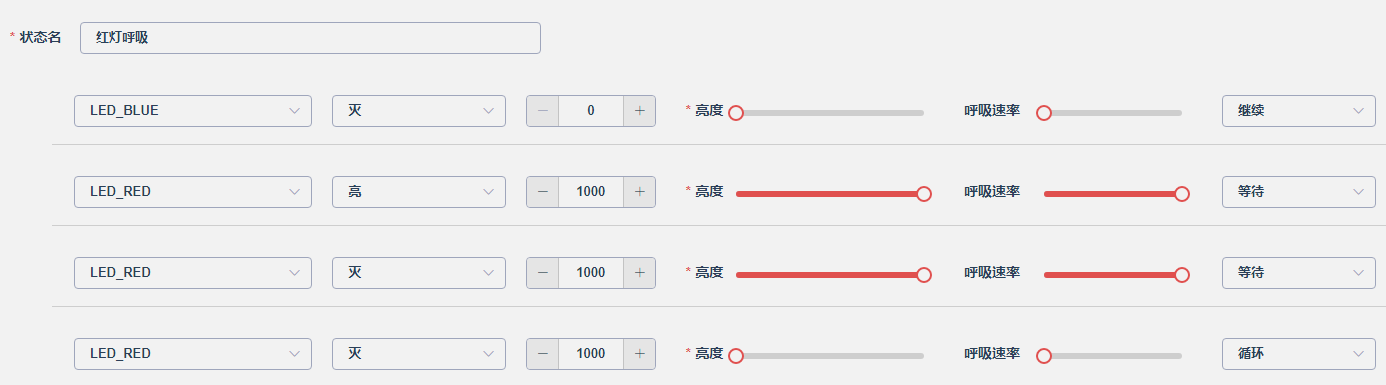 * 状态名 红灯呼吸
LED_BLUE 灭 − 0 + * 亮度 呼吸速率 继续
LED_RED 亮 − 1000 + * 亮度 呼吸速率 等待
LED_RED 灭 − 1000 + * 亮度 呼吸速率 等待
LED_RED 灭 − 1000 + * 亮度 呼吸速率 循环